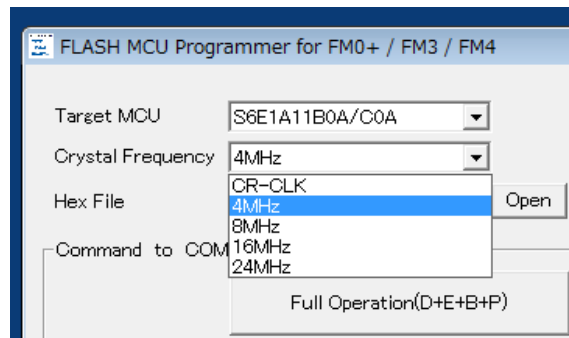 FLASH MCU Programmer for FM0+ / FM3 / FM4
Target MCU S6E1A11B0A/C0A
Crystal Frequency 4MHz
CR-CLK
Hex File 4MHz Open
8MHz
Command to COM 16MHz
24MHz
Full Operation(D+E+B+P)